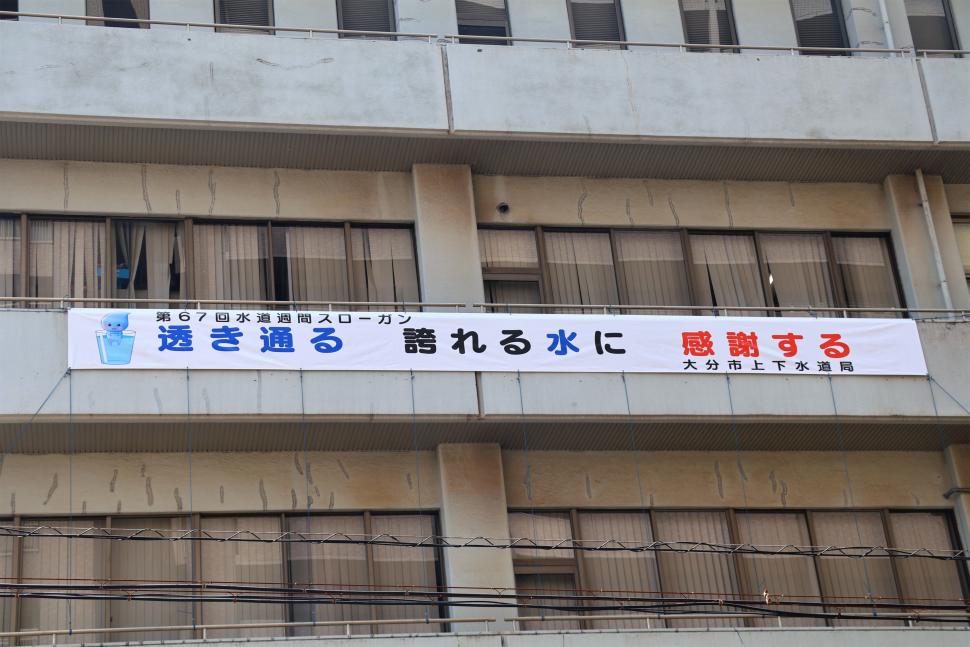 第67回水道週間スローガン
透き通る 誇れる水に 感謝する
大分市上下水道局